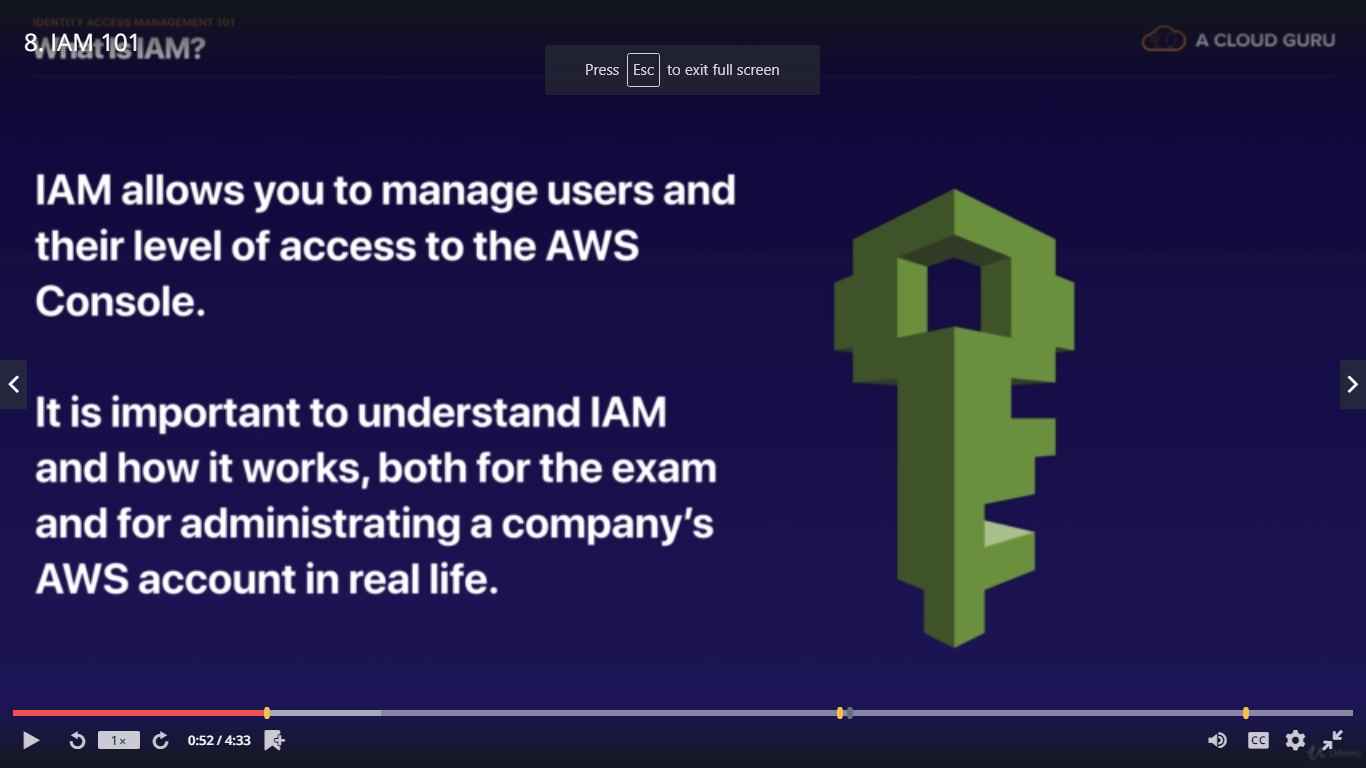 IDENTITY ACCESS MANAGEMENT 101
8. IAM 101
What Is IAM?
A CLOUD GURU
Press Esc to exit full screen
IAM allows you to manage users and
their level of access to the AWS
Console.
It is important to understand IAM
and how it works, both for the exam
and for administrating a company’s
AWS account in real life.
1×
0:52 / 4:33
CC
Udemy